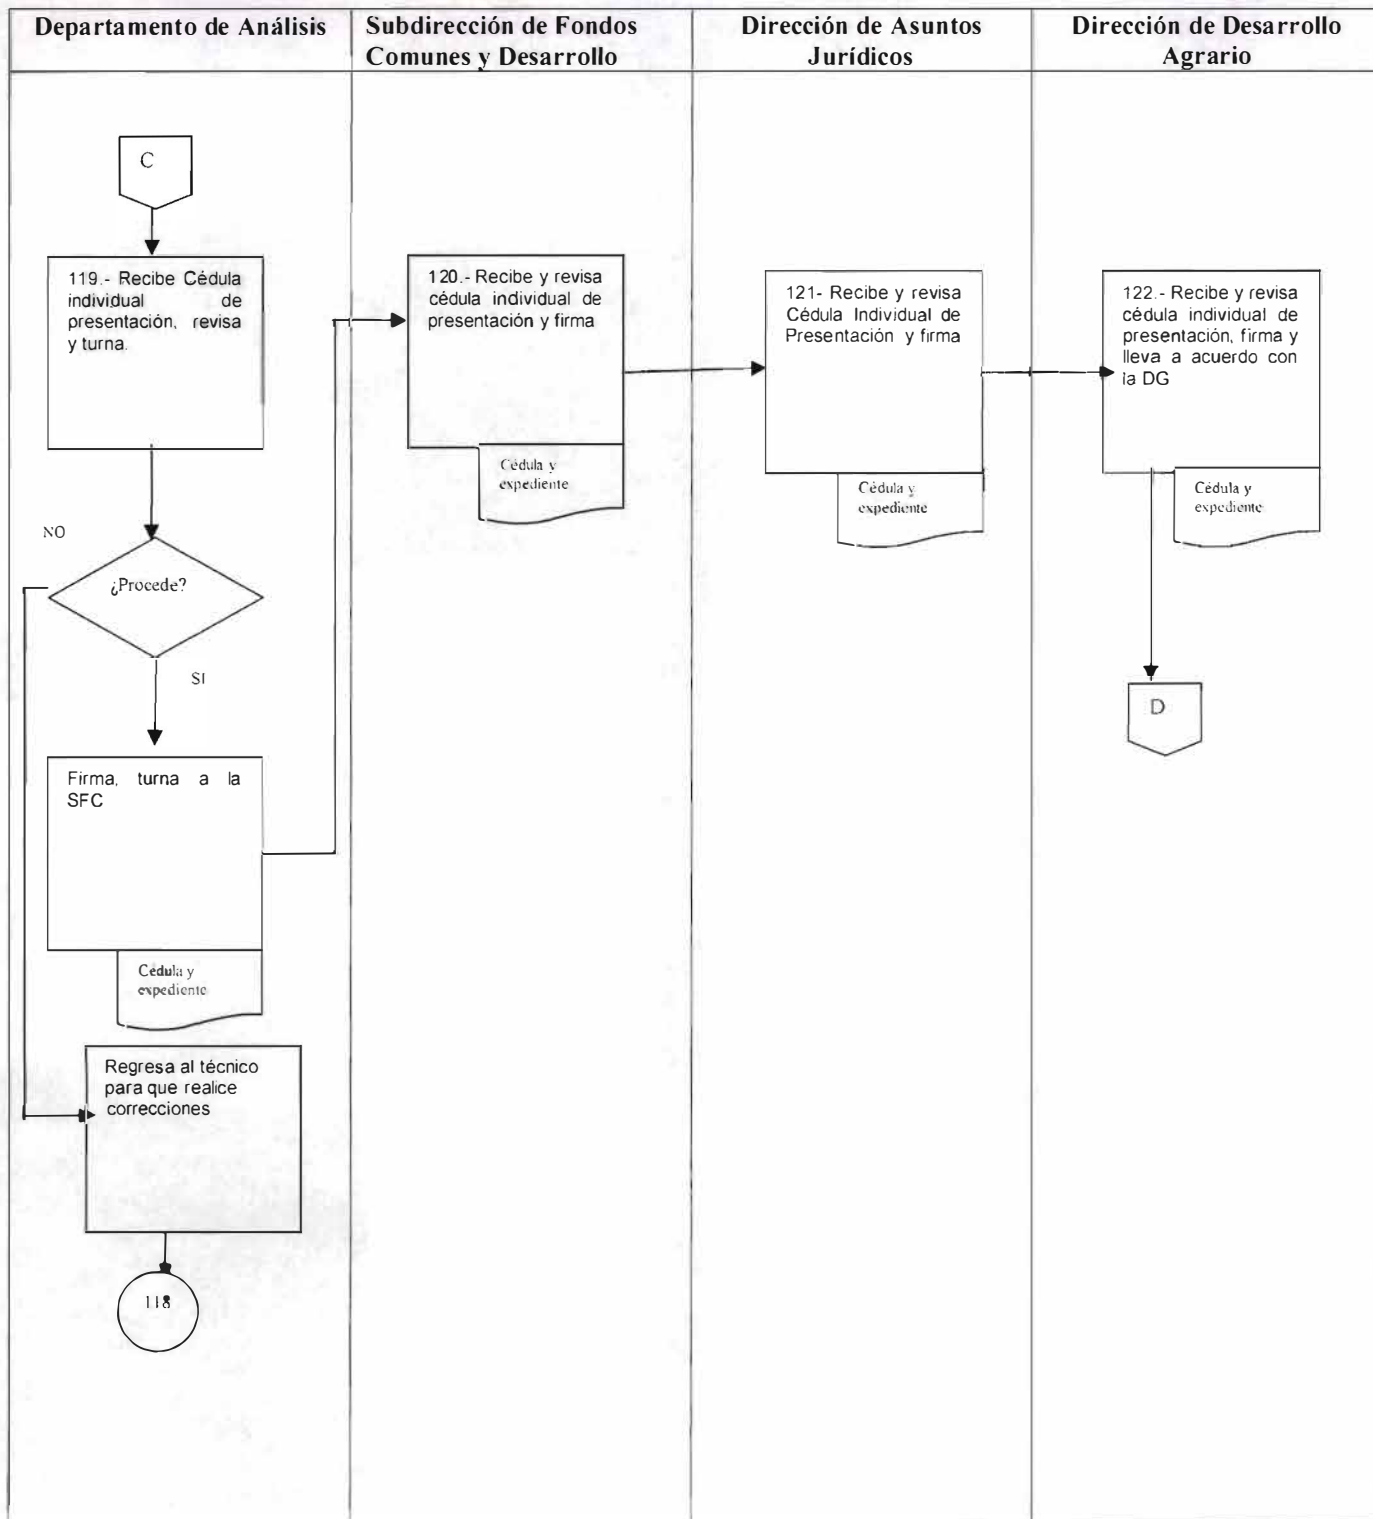 Departamento de Análisis
Subdirección de Fondos
Comunes y Desarrollo
Dirección de Asuntos
Jurídicos
Dirección de Desarrollo
Agrario
C
119.- Recibe Cédula
individual de
presentación, revisa
y turna.
NO
¿Procede?
SI
Firma, turna a la
SFC
Cédula y
expediente
Regresa al técnico
para que realice
correcciones
118
120.- Recibe y revisa
cédula individual de
presentación y firma
Cédula y
expediente
121- Recibe y revisa
Cédula Individual de
Presentación y firma
Cédula y
expediente
122.- Recibe y revisa
cédula individual de
presentación, firma y
lleva a acuerdo con
la DG
Cédula y
expediente
D